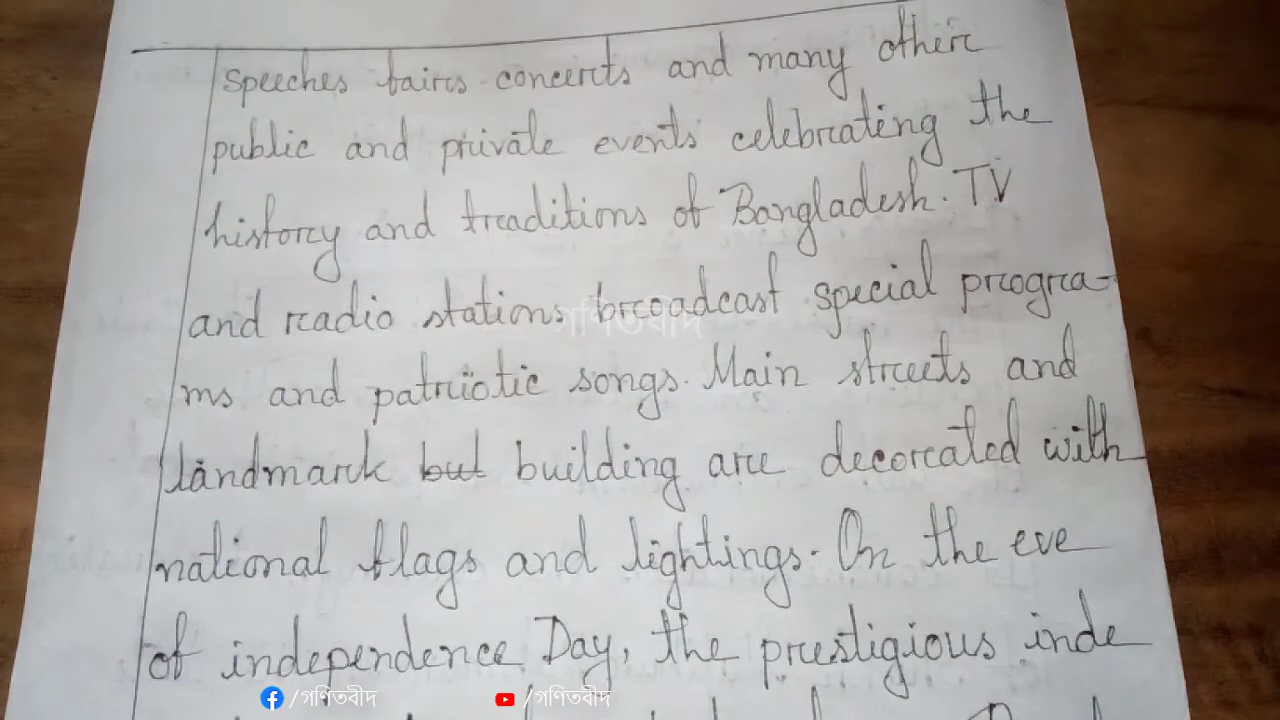 speeches fairs concerts and many other
public and private events celebrating the
history and traditions of Bangladesh. TV
and radio stations broadcast special progra-
ms and patriotic songs. Main streets and
landmark but building are decorated with
national flags and lightings. On the eve
of independence Day, the prestigious inde
গণিতবীদ
/গণিতবীদ
/গণিতবীদ